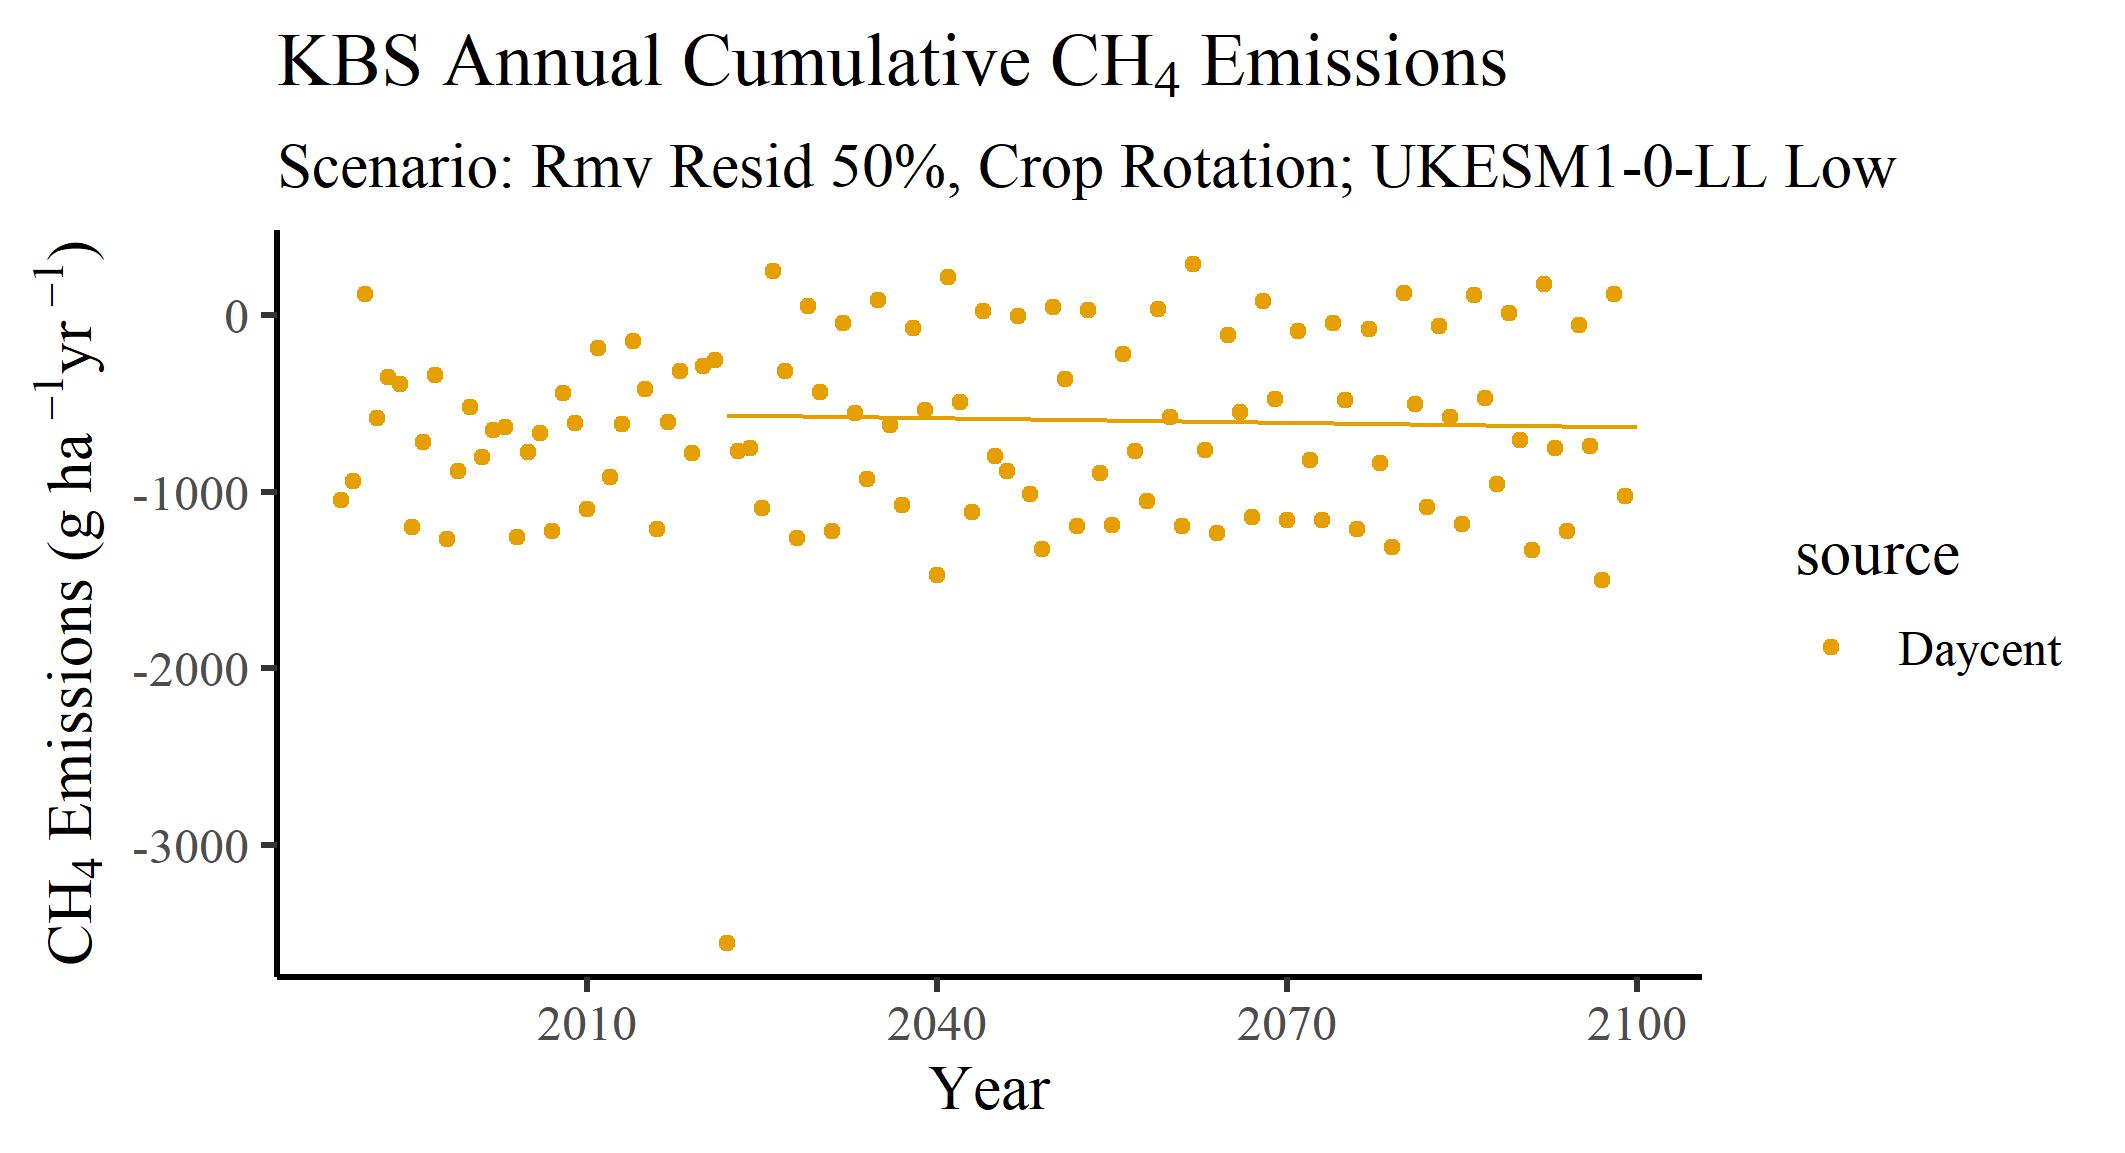 KBS Annual Cumulative CH₄ Emissions
Scenario: Rmv Resid 50%, Crop Rotation; UKESM1-0-LL Low
CH₄ Emissions (g ha ⁻¹yr ⁻¹)
0
-1000
-2000
-3000
2010 2040 2070 2100
Year
source
Daycent